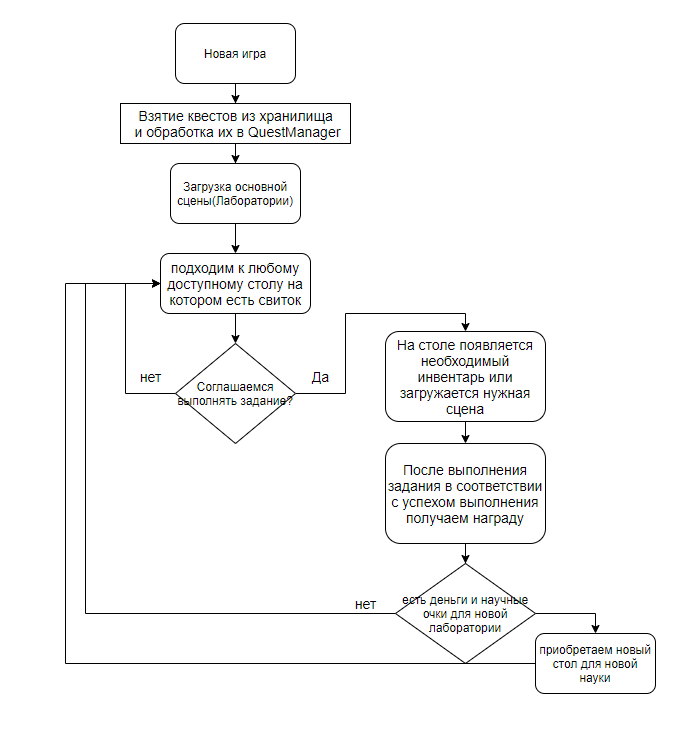 Новая игра
Взятие квестов из хранилища
и обработка их в QuestManager
Загрузка основной
сцены(Лаборатории)
подходим к любому
доступному столу на
котором есть свиток
нет
Соглашаемся
выполнять задание?
Да
На столе появляется
необходимый
инвентарь или
загружается нужная
сцена
После выполнения
задания в соответствии
с успехом выполнения
получаем награду
нет
есть деньги и научные
очки для новой
лаборатории
приобретаем новый
стол для новой
науки